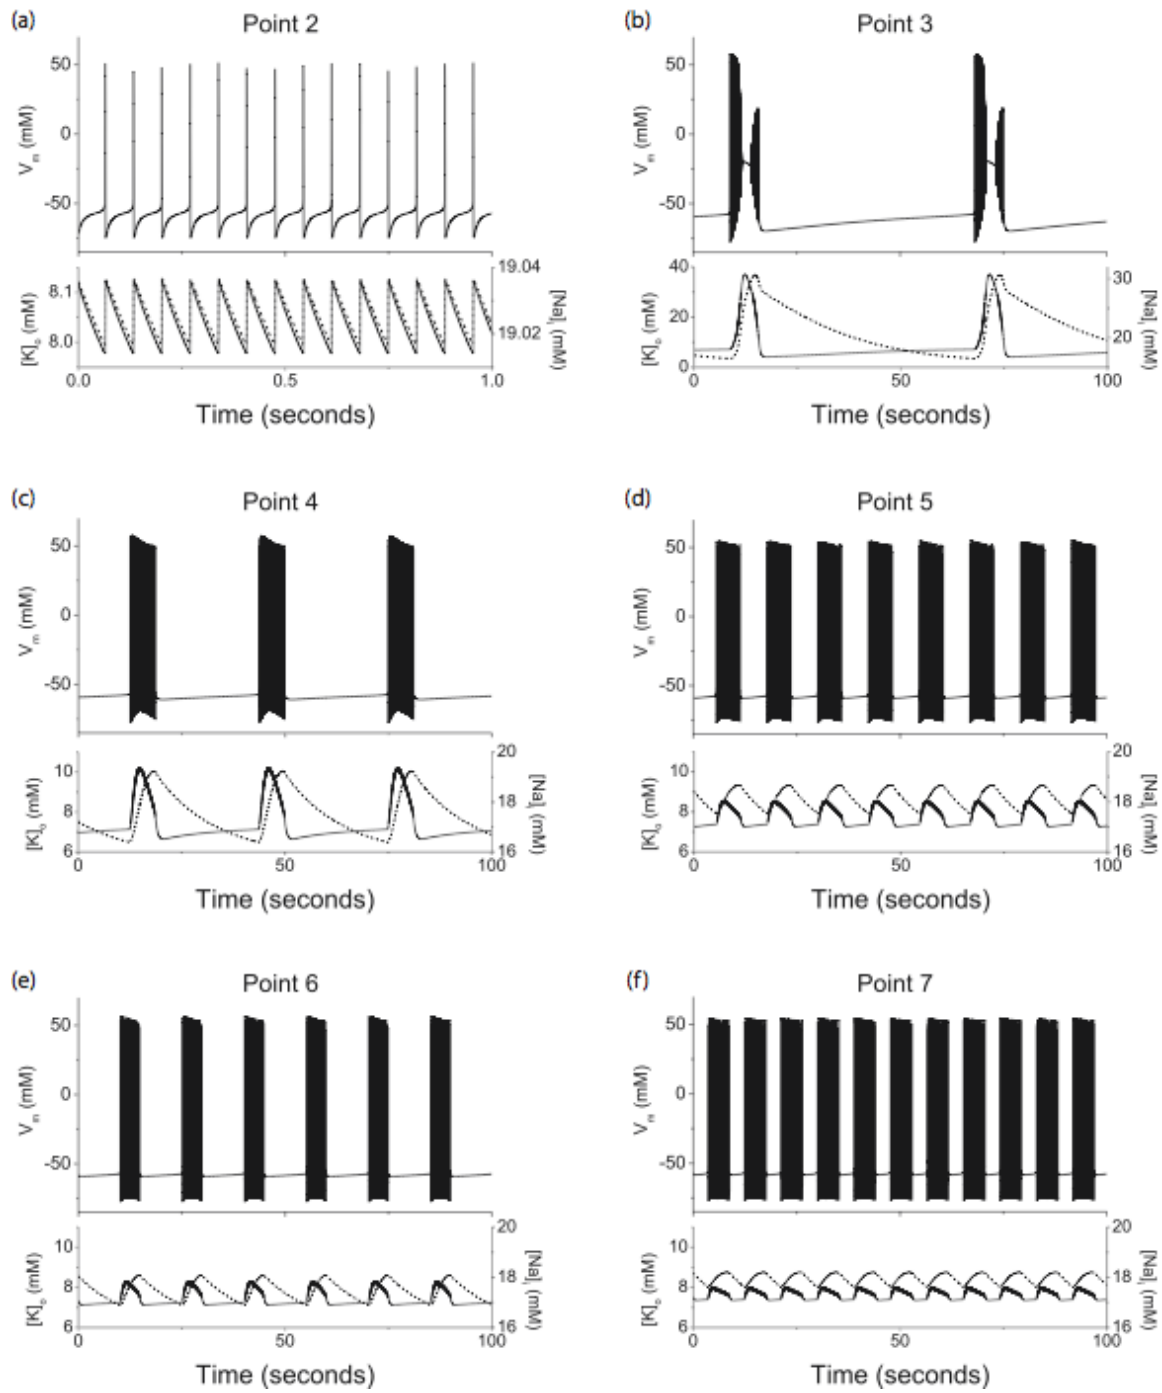 (a) Point 2
50
0
-50
V_m (mM)
8.1
8.0
[K]_o (mM)
19.04
19.02
[Na]_i (mM)
0.0 0.5 1.0
Time (seconds)
(b) Point 3
50
0
-50
V_m (mM)
40
20
0
[K]_o (mM)
30
20
[Na]_i (mM)
0 50 100
Time (seconds)
(c) Point 4
50
0
-50
V_m (mM)
10
8
6
[K]_o (mM)
20
18
16
[Na]_i (mM)
0 50 100
Time (seconds)
(d) Point 5
50
0
-50
V_m (mM)
10
8
6
[K]_o (mM)
20
18
16
[Na]_i (mM)
0 50 100
Time (seconds)
(e) Point 6
50
0
-50
V_m (mM)
10
8
6
[K]_o (mM)
20
18
16
[Na]_i (mM)
0 50 100
Time (seconds)
(f) Point 7
50
0
-50
V_m (mM)
10
8
6
[K]_o (mM)
20
18
16
[Na]_i (mM)
0 50 100
Time (seconds)